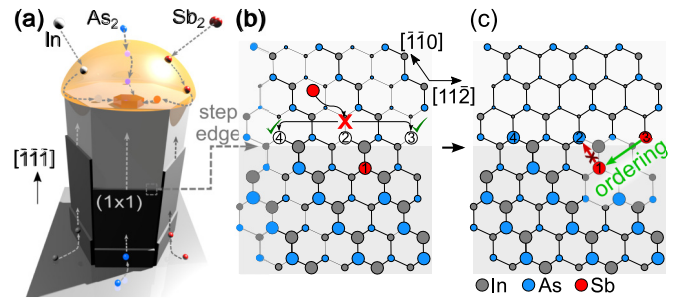 (a)
In
As₂
Sb₂
[1̄1̄1̄]
(1x1)
step
edge
(b)
[1̄1̄0]
[112̄]
4
2
3
1
X
(c)
4
2
3
1
ordering
In
As
Sb